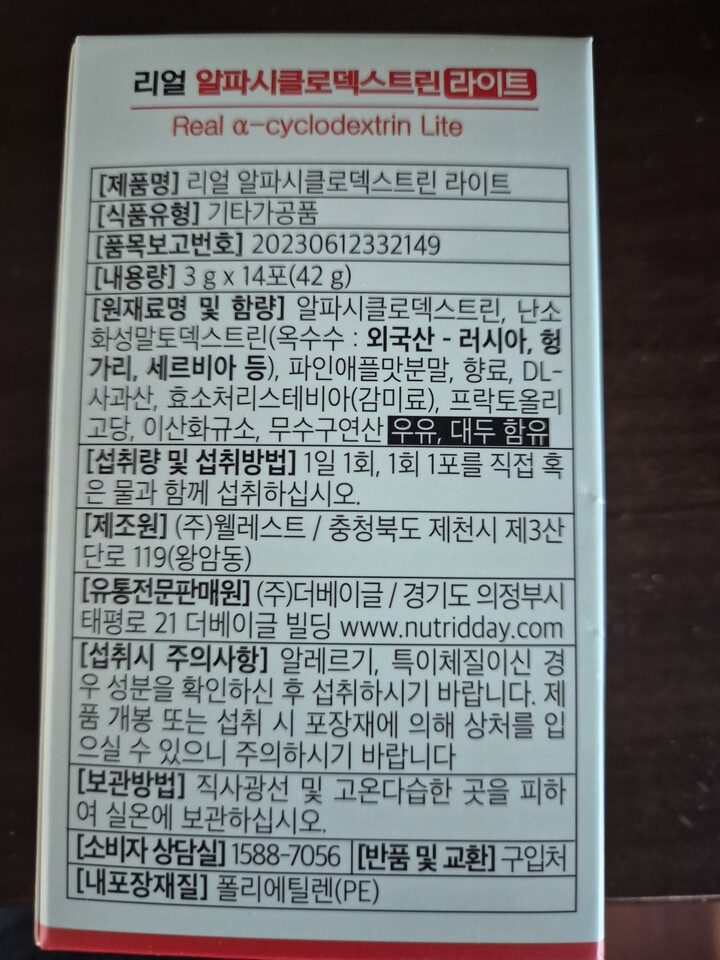 리얼 알파시클로덱스트린 라이트
Real α-cyclodextrin Lite
[제품명] 리얼 알파시클로덱스트린 라이트
[식품유형] 기타가공품
[품목보고번호] 20230612332149
[내용량] 3 g x 14포(42 g)
[원재료명 및 함량] 알파시클로덱스트린, 난소
화성말토덱스트린(옥수수 : 외국산 - 러시아, 헝
가리, 세르비아 등), 파인애플맛분말, 향료, DL-
사과산, 효소처리스테비아(감미료), 프락토올리
고당, 이산화규소, 무수구연산 우유, 대두 함유
[섭취량 및 섭취방법] 1일 1회, 1회 1포를 직접 혹
은 물과 함께 섭취하십시오.
[제조원] (주)웰레스트 / 충청북도 제천시 제3산
단로 119(왕암동)
[유통전문판매원] (주)더베이글 / 경기도 의정부시
태평로 21 더베이글 빌딩 www.nutridday.com
[섭취시 주의사항] 알레르기, 특이체질이신 경
우 성분을 확인하신 후 섭취하시기 바랍니다. 제
품 개봉 또는 섭취 시 포장재에 의해 상처를 입
으실 수 있으니 주의하시기 바랍니다
[보관방법] 직사광선 및 고온다습한 곳을 피하
여 실온에 보관하십시오.
[소비자 상담실] 1588-7056 [반품 및 교환] 구입처
[내포장재질] 폴리에틸렌(PE)